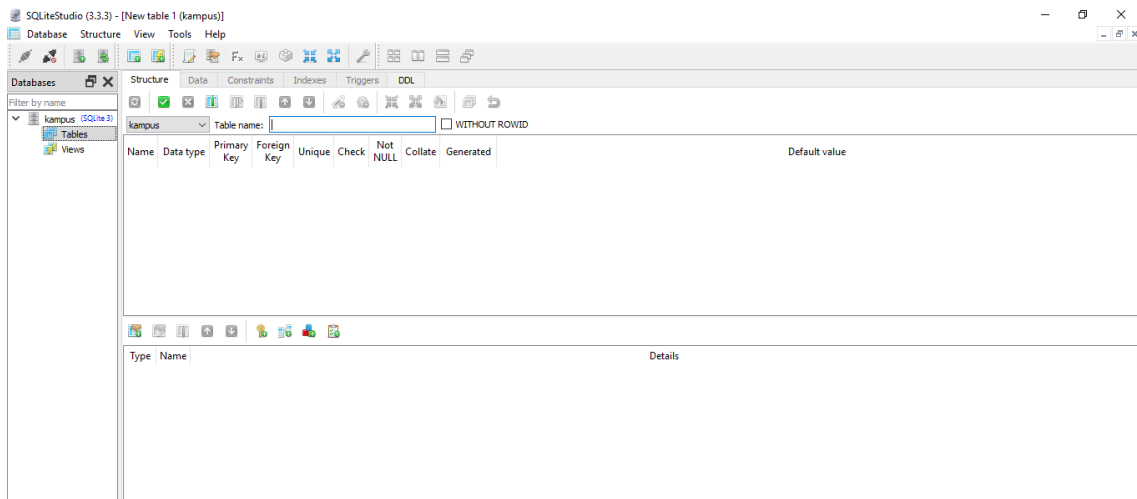 SQLiteStudio (3.3.3) - [New table 1 (kampus)]
Database Structure View Tools Help
Databases
Structure Data Constraints Indexes Triggers DDL
Filter by name
kampus (SQLite 3)
Tables
Views
kampus Table name: WITHOUT ROWID
Name Data type Primary Key Foreign Key Unique Check Not NULL Collate Generated Default value
Type Name Details